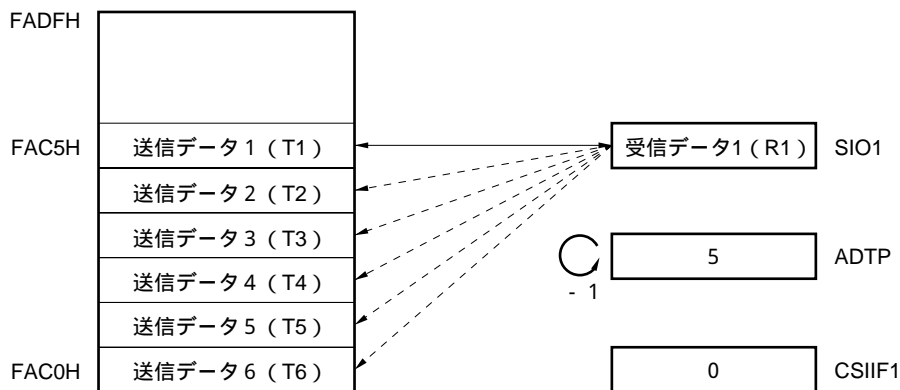 FADFH
FAC5H 送信データ1（T1） 受信データ1（R1） SIO1
送信データ2（T2）
送信データ3（T3）
5 ADTP
送信データ4（T4）
- 1
送信データ5（T5）
FAC0H 送信データ6（T6） 0 CSIIF1